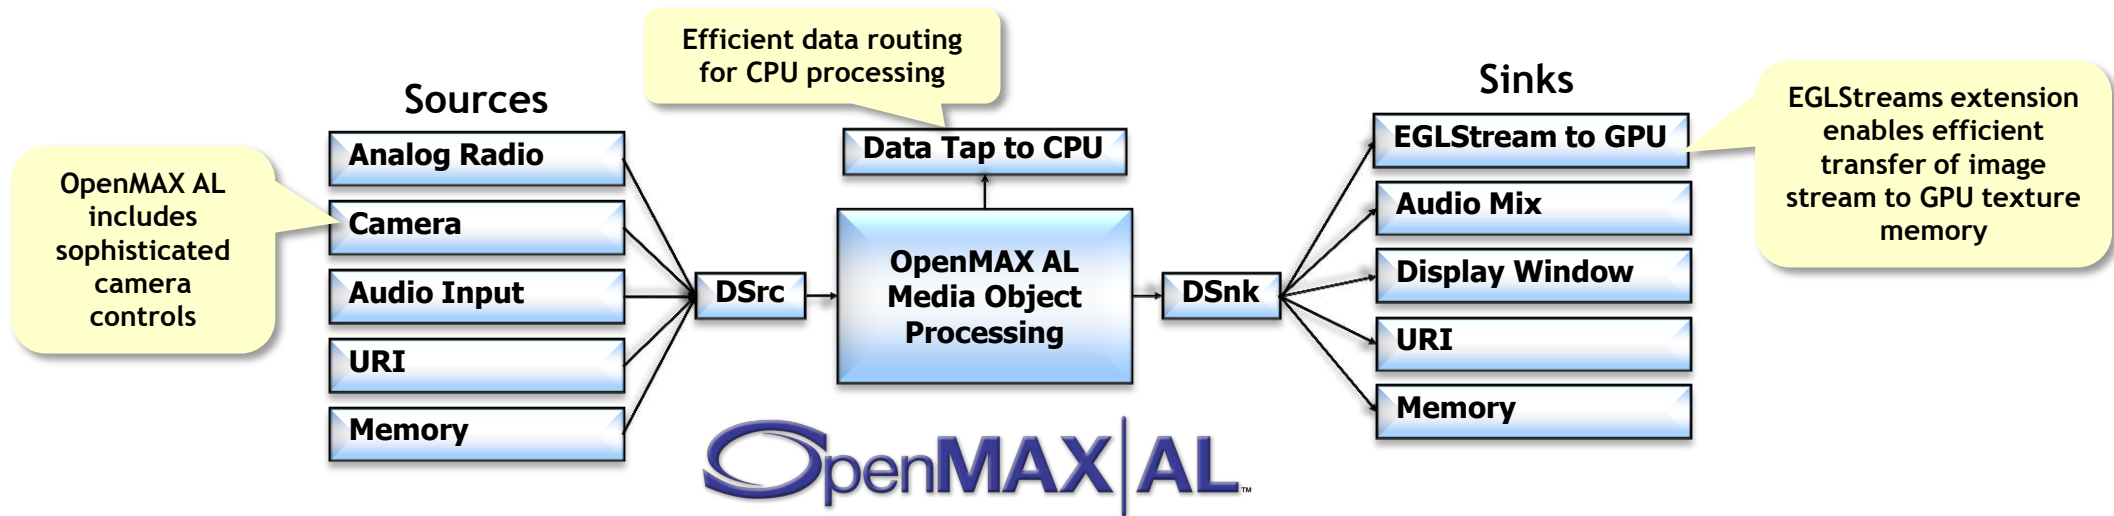 Efficient data routing
for CPU processing
Sources
Sinks
OpenMAX AL
includes
sophisticated
camera
controls
Analog Radio
Camera
Audio Input
URI
Memory
DSrc
Data Tap to CPU
OpenMAX AL
Media Object
Processing
DSnk
EGLStream to GPU
Audio Mix
Display Window
URI
Memory
EGLStreams extension
enables efficient
transfer of image
stream to GPU texture
memory
OpenMAX|AL™